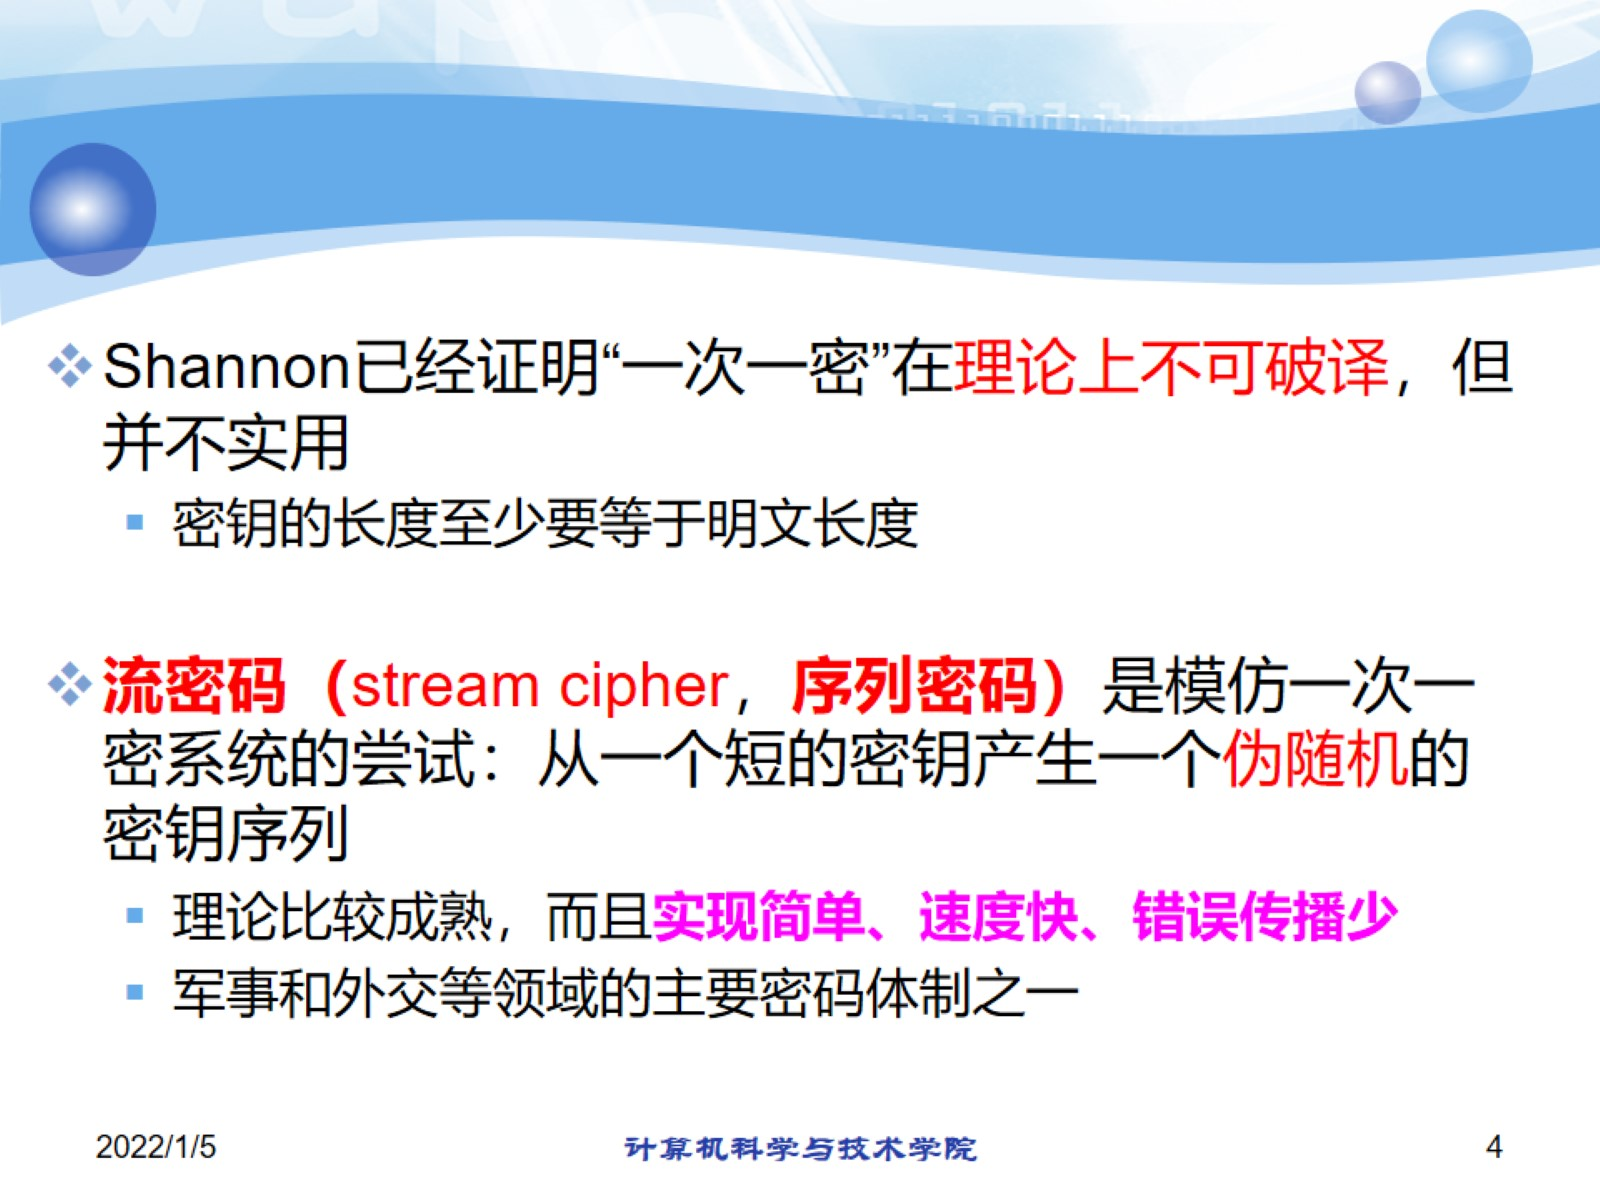 Shannon已经证明“一次一密”在理论上不可破译，但
并不实用
密钥的长度至少要等于明文长度
流密码（stream cipher，序列密码）是模仿一次一
密系统的尝试：从一个短的密钥产生一个伪随机的
密钥序列
理论比较成熟，而且实现简单、速度快、错误传播少
军事和外交等领域的主要密码体制之一
2022/1/5
计算机科学与技术学院
4